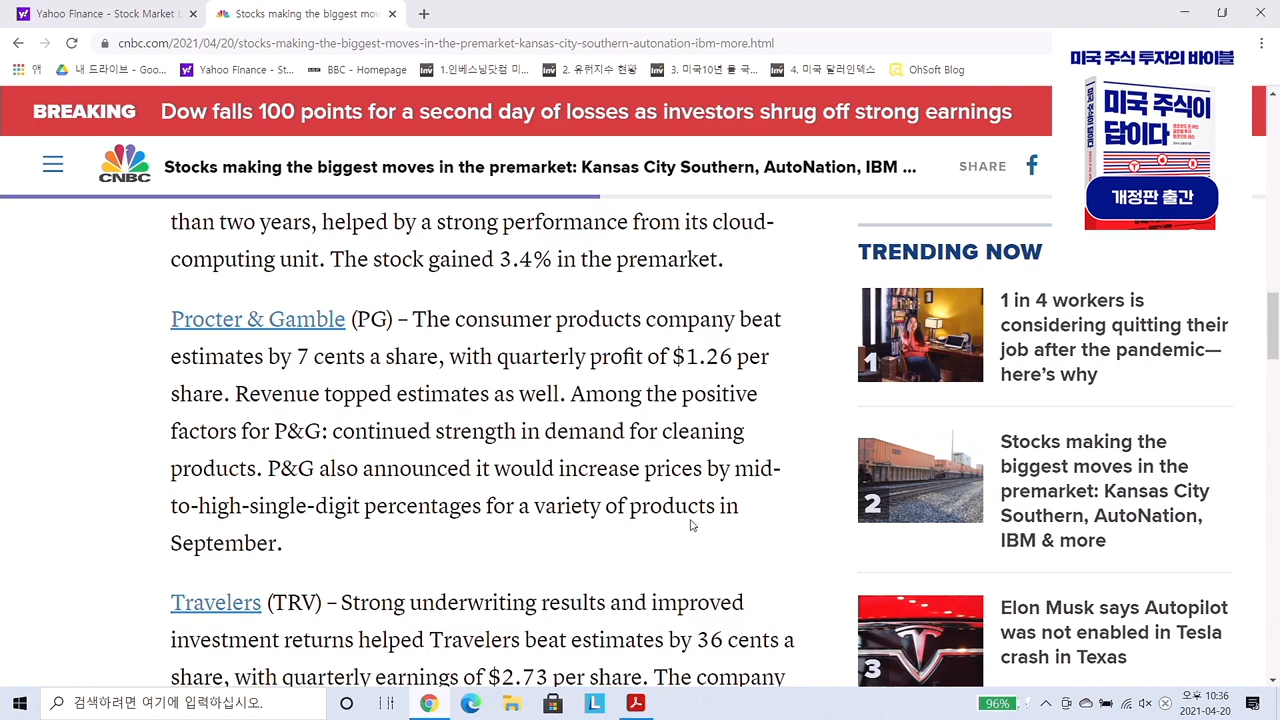 Yahoo Finance - Stock Market
Stocks making the biggest mov
cnbc.com/2021/04/20/stocks-making-the-biggest-moves-in-the-premarket-kansas-city-southern-autonation-ibm-more.html
앱
내 드라이브 - Goo...
Yahoo Finance - St...
BBC - Homepage
1.인베스팅닷컴 미...
3. 미국10년 물 국...
4. 미국 달러인덱스
OhSoft Blog
미국 주식 투자의 바이블
미국 주식이
답이다
개정판 출간
BREAKING
Dow falls 100 points for a second day of losses as investors shrug off strong earnings
CNBC
Stocks making the biggest moves in the premarket: Kansas City Southern, AutoNation, IBM ...
SHARE
than two years, helped by a strong performance from its cloud-
computing unit. The stock gained 3.4% in the premarket.
Procter & Gamble (PG) – The consumer products company beat
estimates by 7 cents a share, with quarterly profit of $1.26 per
share. Revenue topped estimates as well. Among the positive
factors for P&G: continued strength in demand for cleaning
products. P&G also announced it would increase prices by mid-
to-high-single-digit percentages for a variety of products in
September.
Travelers (TRV) – Strong underwriting results and improved
investment returns helped Travelers beat estimates by 36 cents a
share, with quarterly earnings of $2.73 per share. The company
TRENDING NOW
1
1 in 4 workers is
considering quitting their
job after the pandemic—
here's why
2
Stocks making the
biggest moves in the
premarket: Kansas City
Southern, AutoNation,
IBM & more
3
Elon Musk says Autopilot
was not enabled in Tesla
crash in Texas
검색하려면 여기에 입력하십시오.
96%
오후 10:36
2021-04-20